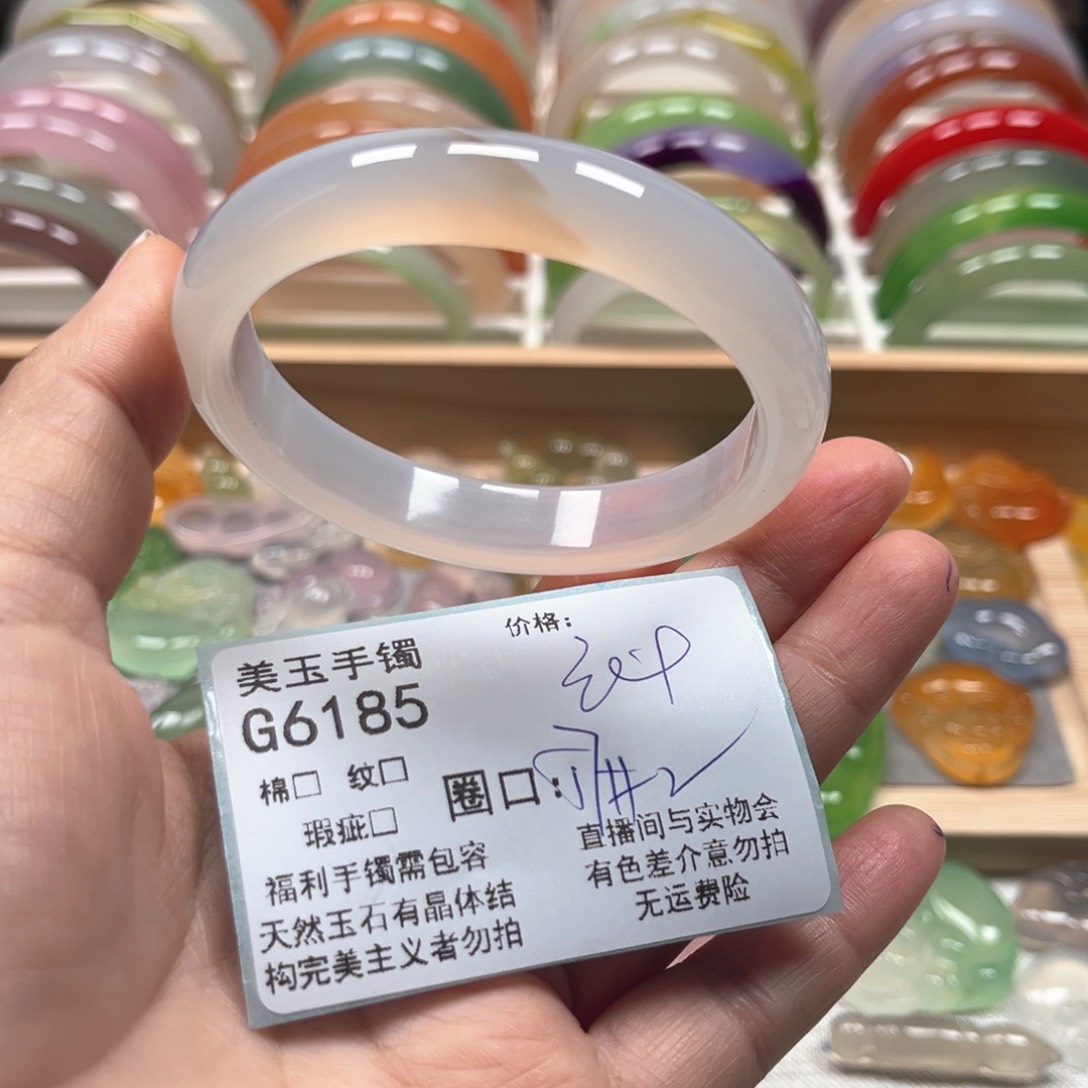 价格:
美玉手镯
G6185
棉□ 纹□
瑕疵□
圈口:
福利手镯需包容
天然玉石有晶体结
构完美主义者勿拍
直播间与实物会
有色差介意勿拍
无运费险